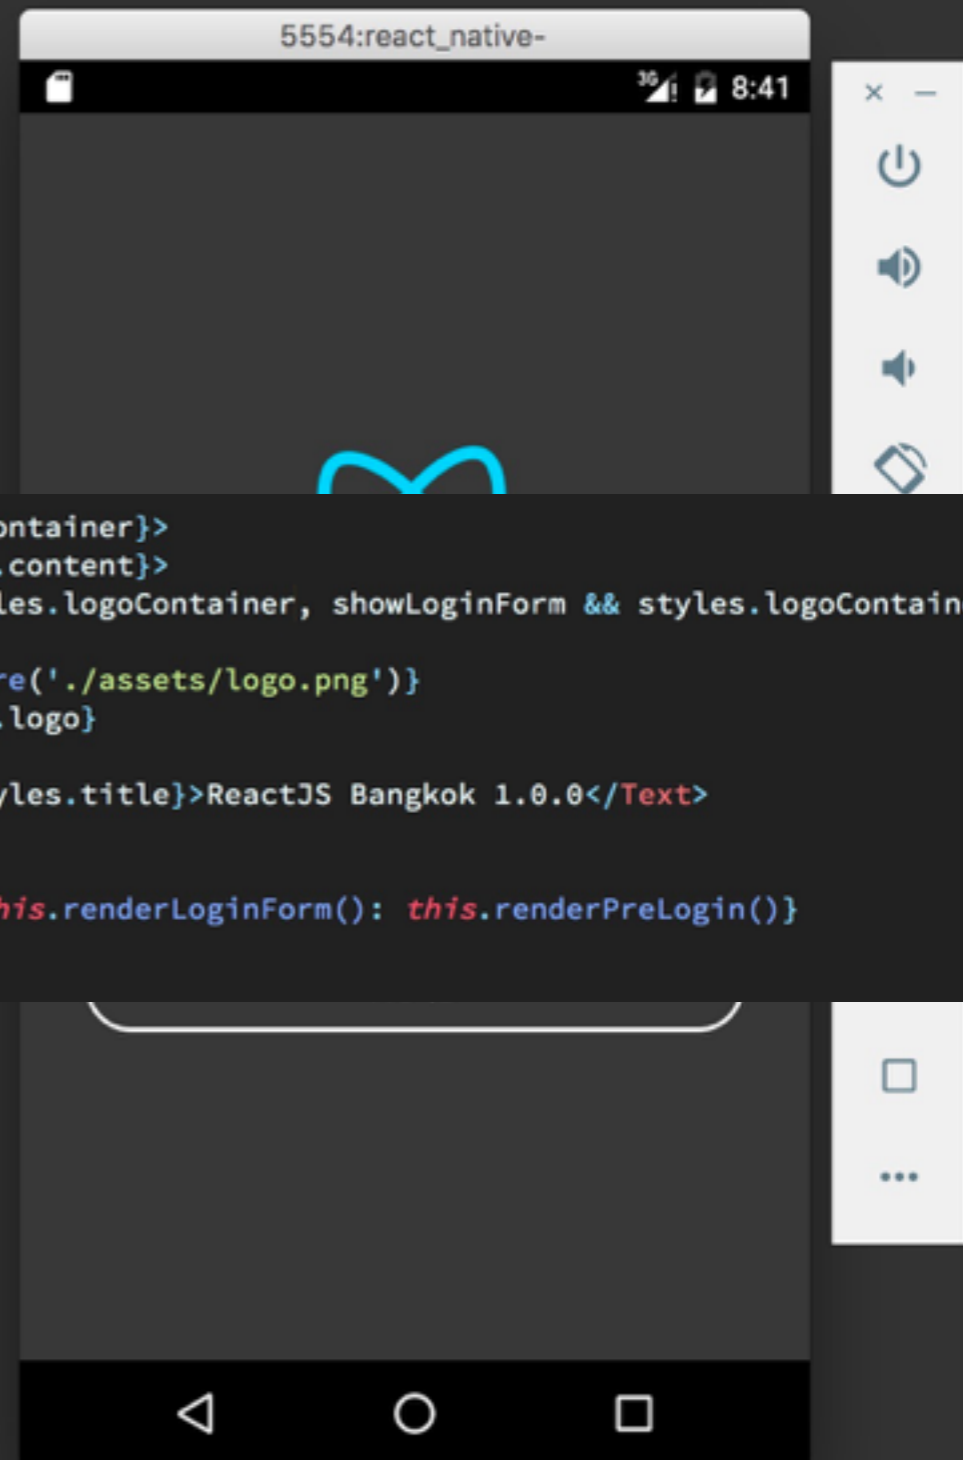 5554:react_native-
3G 8:41
ontainer}>
.content}>
les.logoContainer, showLoginForm && styles.logoContain
re('./assets/logo.png')}
.logo}
yles.title}>ReactJS Bangkok 1.0.0</Text>
his.renderLoginForm(): this.renderPreLogin()}